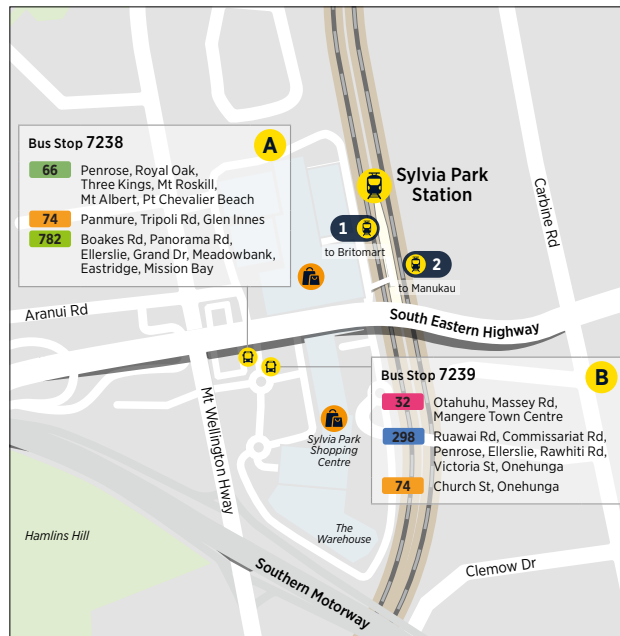 Bus Stop 7238
A
66
Penrose, Royal Oak,
Three Kings, Mt Roskill,
Mt Albert, Pt Chevalier Beach
74
Panmure, Tripoli Rd, Glen Innes
782
Boakes Rd, Panorama Rd,
Ellerslie, Grand Dr, Meadowbank,
Eastridge, Mission Bay
Sylvia Park
Station
1
to Britomart
2
to Manukau
Carbine Rd
Aranui Rd
South Eastern Highway
Mt Wellington Hway
Bus Stop 7239
B
32
Otahuhu, Massey Rd,
Mangere Town Centre
298
Ruawai Rd, Commissariat Rd,
Penrose, Ellerslie, Rawhiti Rd,
Victoria St, Onehunga
74
Church St, Onehunga
Sylvia Park
Shopping
Centre
The
Warehouse
Hamlins Hill
Southern Motorway
Clemow Dr